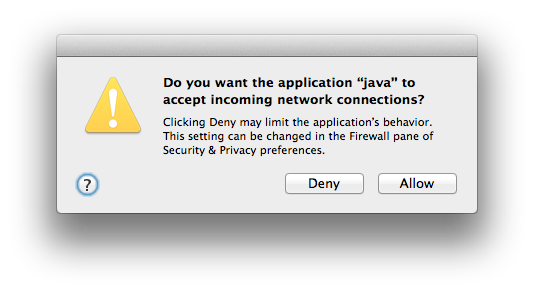 Do you want the application “java” to
accept incoming network connections?
Clicking Deny may limit the application’s behavior.
This setting can be changed in the Firewall pane of
Security & Privacy preferences.
?
Deny
Allow